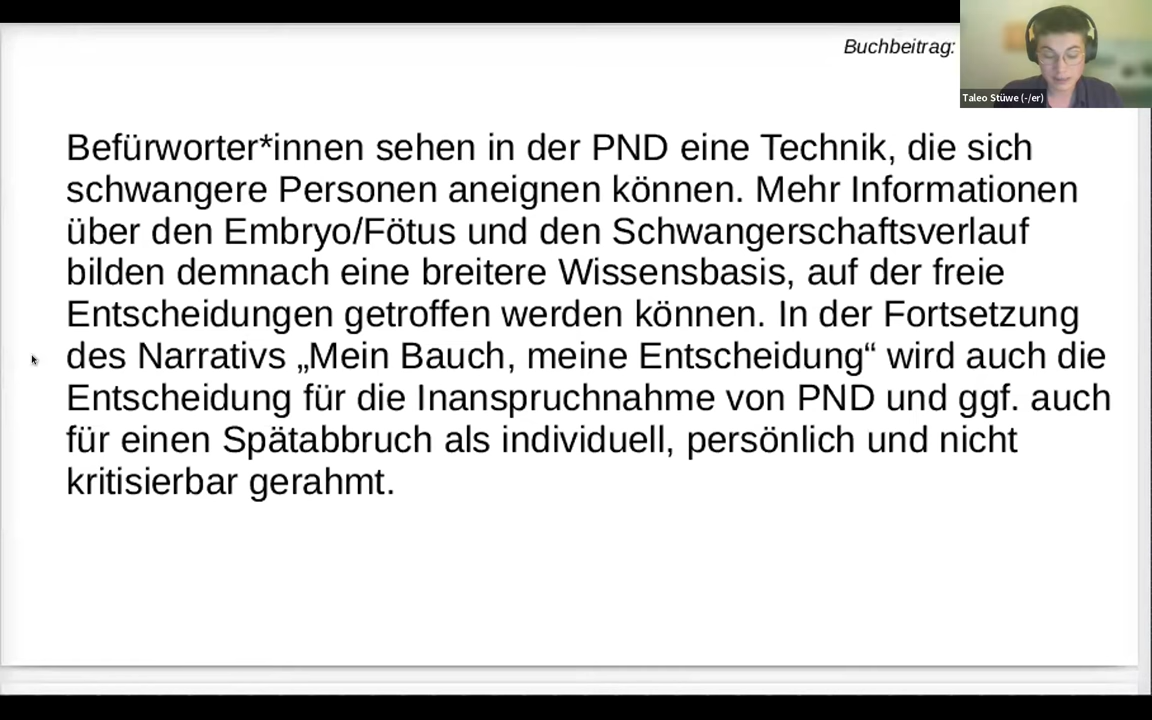 Buchbeitrag:
Taleo Stüwe (-/er)
Befürworter*innen sehen in der PND eine Technik, die sich
schwangere Personen aneignen können. Mehr Informationen
über den Embryo/Fötus und den Schwangerschaftsverlauf
bilden demnach eine breitere Wissensbasis, auf der freie
Entscheidungen getroffen werden können. In der Fortsetzung
des Narrativs „Mein Bauch, meine Entscheidung“ wird auch die
Entscheidung für die Inanspruchnahme von PND und ggf. auch
für einen Spätabbruch als individuell, persönlich und nicht
kritisierbar gerahmt.